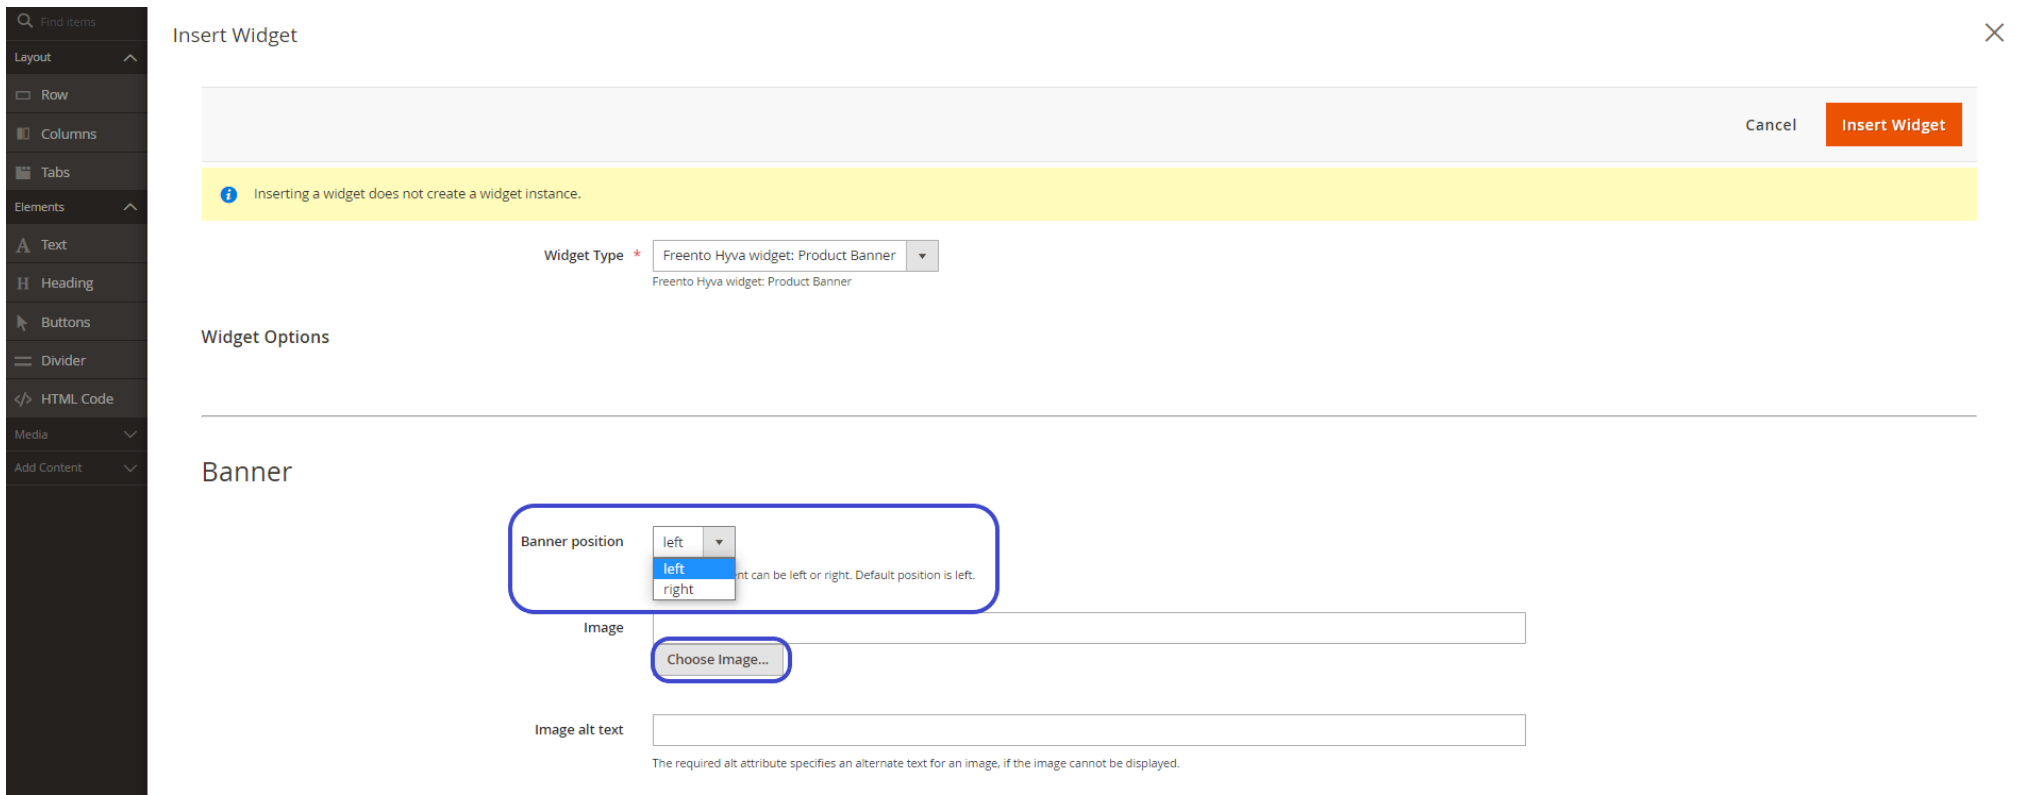 Find items
Layout
Row
Columns
Tabs
Elements
Text
Heading
Buttons
Divider
HTML Code
Media
Add Content
Insert Widget
Cancel
Insert Widget
Inserting a widget does not create a widget instance.
Widget Type * Freento Hyva widget: Product Banner
Freento Hyva widget: Product Banner
Widget Options
Banner
Banner position left
left
can be left or right. Default position is left.
right
Image
Choose Image...
Image alt text
The required alt attribute specifies an alternate text for an image, if the image cannot be displayed.